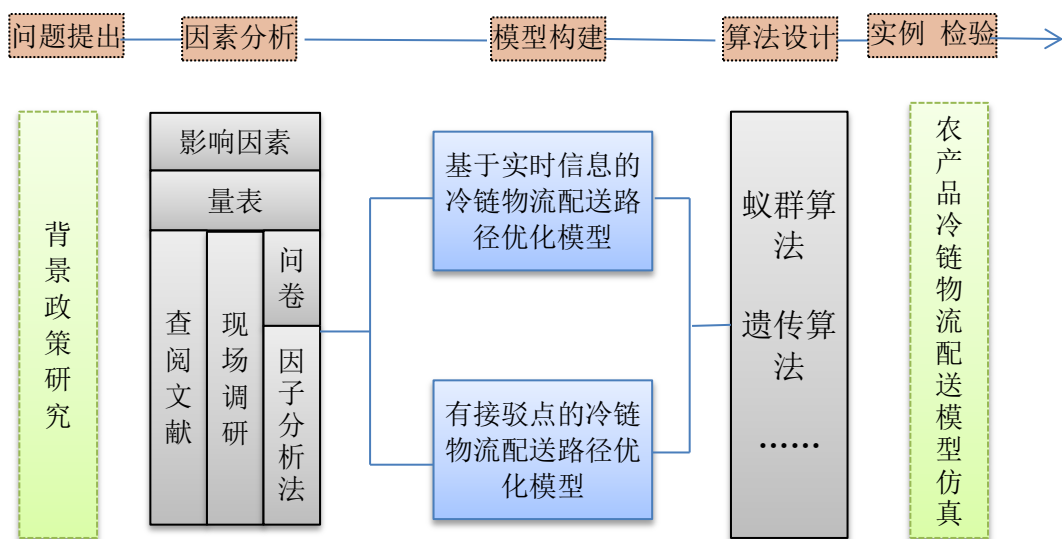 问题提出
因素分析
模型构建
算法设计
实例 检验
背景政策研究
影响因素
量表
查阅文献
现场调研
问卷
因子分析法
基于实时信息的
冷链物流配送路
径优化模型
有接驳点的冷链
物流配送路径优
化模型
蚁群算
法
遗传算
法
……
农产品冷链物流配送模型仿真